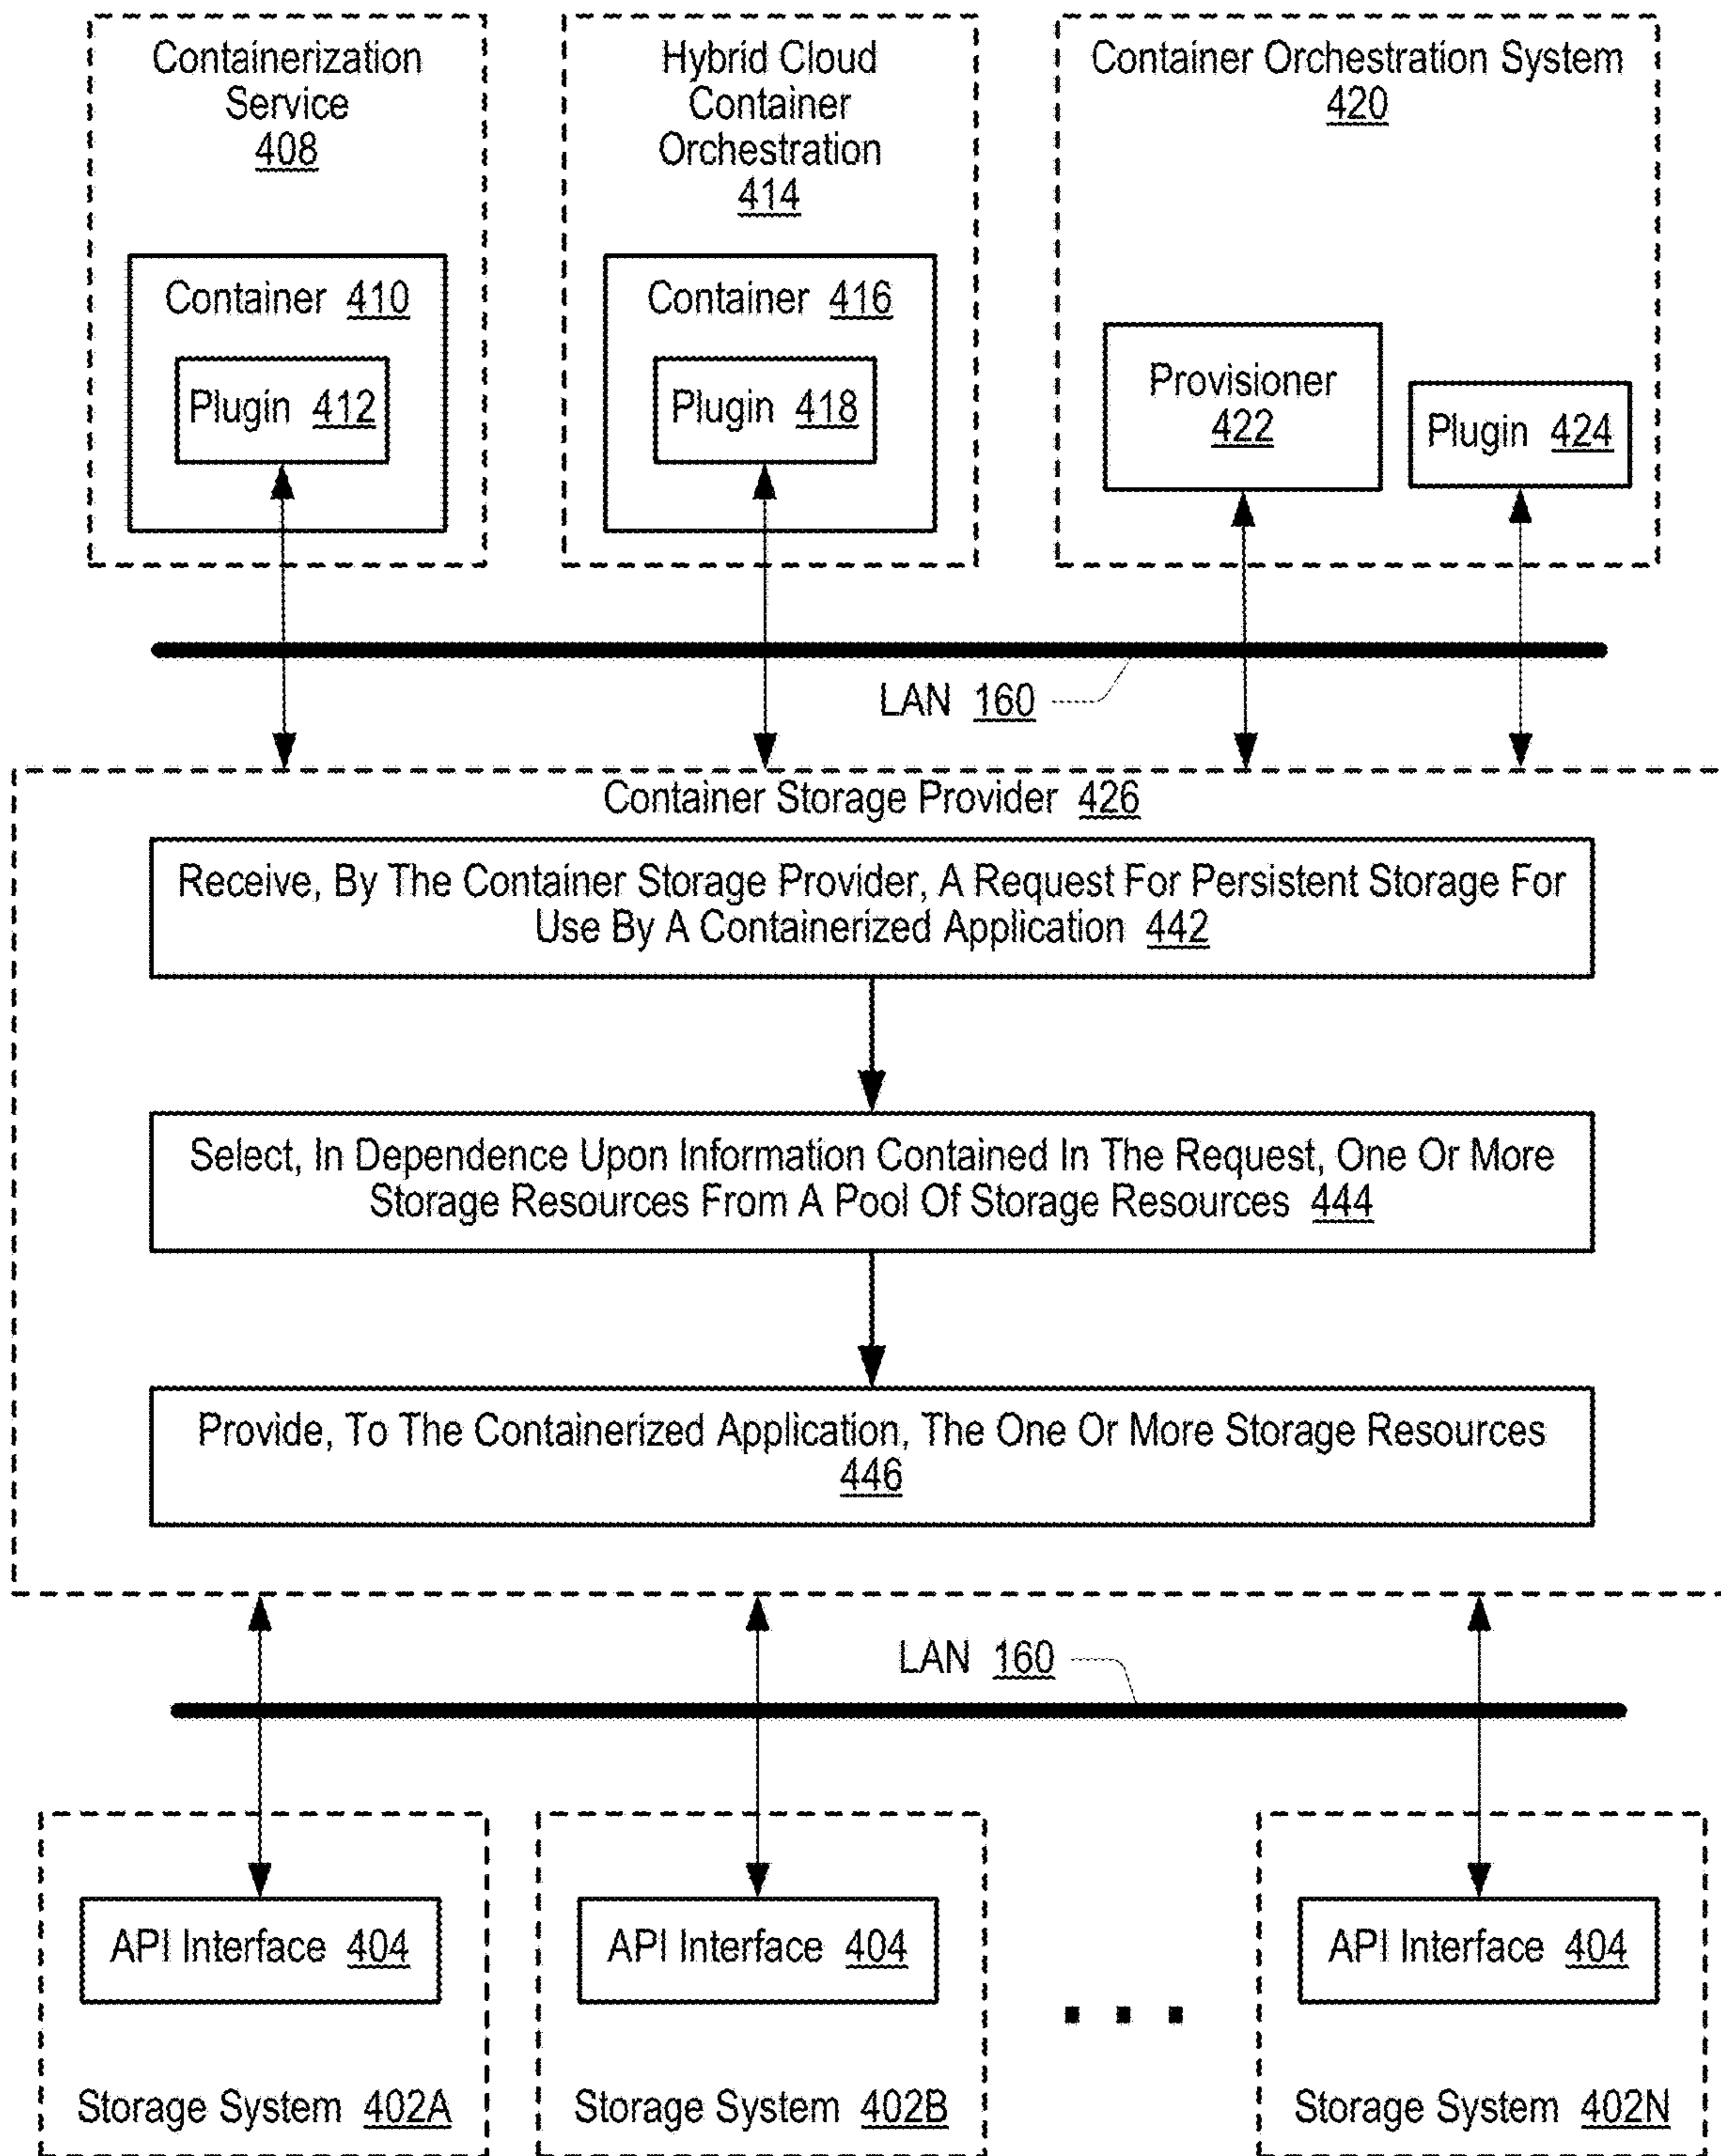 Containerization
Service
408
Container 410
Plugin 412
Hybrid Cloud
Container
Orchestration
414
Container 416
Plugin 418
Container Orchestration System
420
Provisioner
422
Plugin 424
LAN 160
Container Storage Provider 426
Receive, By The Container Storage Provider, A Request For Persistent Storage For
Use By A Containerized Application 442
Select, In Dependence Upon Information Contained In The Request, One Or More
Storage Resources From A Pool Of Storage Resources 444
Provide, To The Containerized Application, The One Or More Storage Resources
446
LAN 160
API Interface 404
Storage System 402A
API Interface 404
Storage System 402B
API Interface 404
Storage System 402N